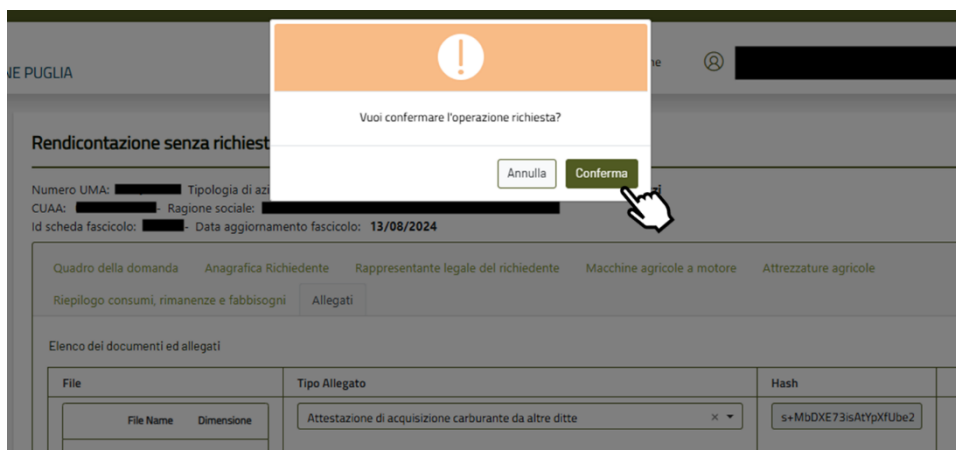 NE PUGLIA
Vuoi confermare l'operazione richiesta?
Annulla Conferma
Rendicontazione senza richiest
Numero UMA: Tipologia di azi
CUAA: - Ragione sociale:
Id scheda fascicolo: - Data aggiornamento fascicolo: 13/08/2024
Quadro della domanda Anagrafica Richiedente Rappresentante legale del richiedente Macchine agricole a motore Attrezzature agricole
Riepilogo consumi, rimanenze e fabbisogni Allegati
Elenco dei documenti ed allegati
File Tipo Allegato Hash
File Name Dimensione Attestazione di acquisizione carburante da altre ditte s+MbDXE73isAtYpXfUbe2